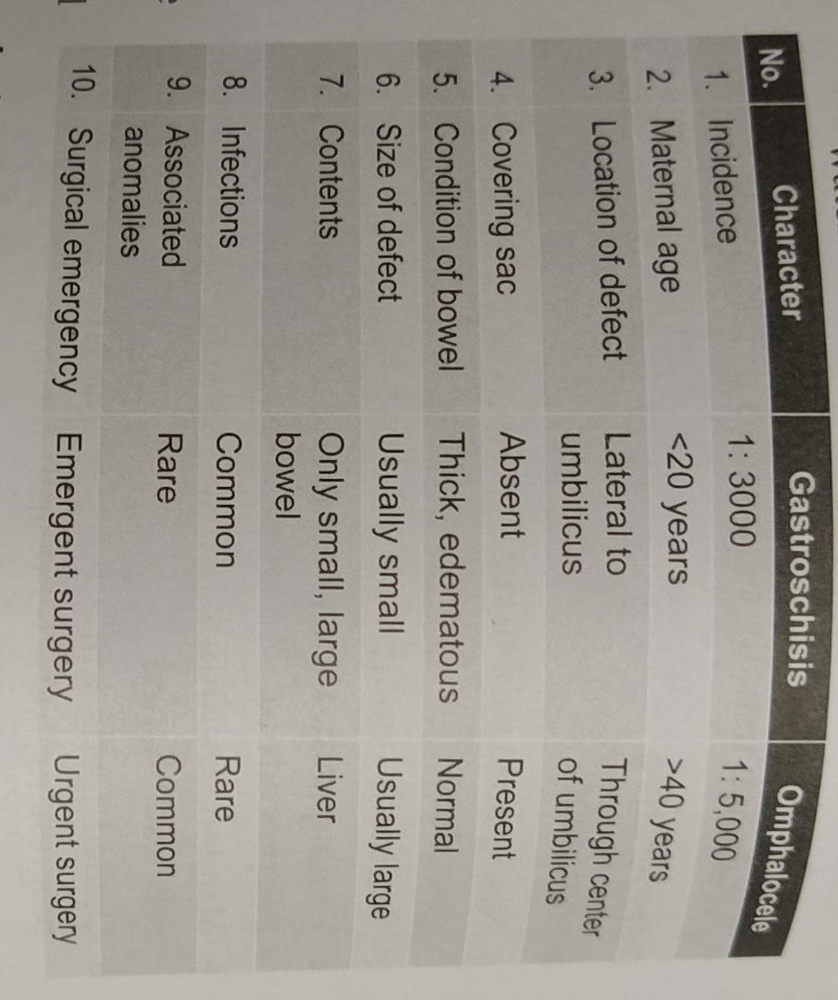 No. Character Gastroschisis Omphalocele
1. Incidence 1: 3000 1: 5,000
2. Maternal age <20 years >40 years
3. Location of defect Lateral to Through center
umbilicus of umbilicus
4. Covering sac Absent Present
5. Condition of bowel Thick, edematous Normal
6. Size of defect Usually small Usually large
7. Contents Only small, large Liver
bowel
8. Infections Common Rare
9. Associated Rare Common
anomalies
10. Surgical emergency Emergent surgery Urgent surgery